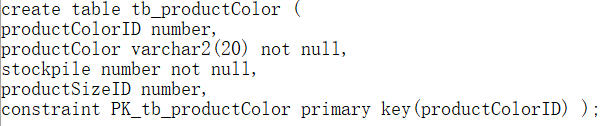 create table tb_productColor (
productColorID number,
productColor varchar2(20) not null,
stockpile number not null,
productSizeID number,
constraint PK_tb_productColor primary key(productColorID) );